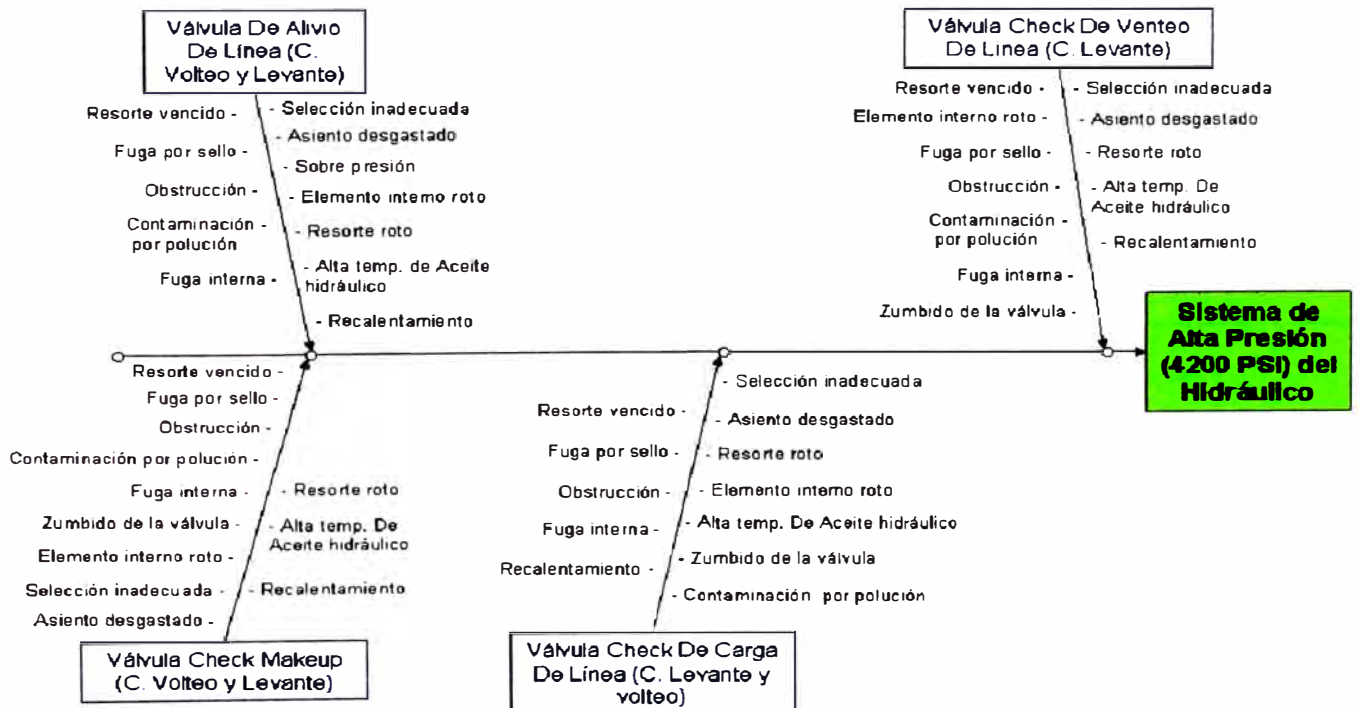 Válvula De Alivio
De Línea (C.
Volteo y Levante)
Resorte vencido -
Fuga por sello -
Obstrucción -
Contaminación
por polución -
Fuga interna -
- Selección inadecuada
- Asiento desgastado
- Sobre presión
- Elemento interno roto
- Resorte roto
- Alta temp. de Aceite
hidráulico
- Recalentamiento
Válvula Check De Venteo
De Linea (C. Levante)
Resorte vencido -
Elemento interno roto -
Fuga por sello -
Obstrucción -
Contaminación
por polución -
Fuga interna -
Zumbido de la válvula -
- Selección inadecuada
- Asiento desgastado
- Resorte roto
- Alta temp. De
Aceite hidráulico
- Recalentamiento
Sistema de
Alta Presión
(4200 PSI) del
Hidráulico
Resorte vencido -
Fuga por sello -
Obstrucción -
Contaminación por polución -
Fuga interna -
Zumbido de la válvula -
Elemento interno roto -
Selección inadecuada -
Asiento desgastado -
- Resorte roto
- Alta temp. De
Aceite hidráulico
- Recalentamiento
Válvula Check Makeup
(C. Volteo y Levante)
Resorte vencido -
Fuga por sello -
Obstrucción -
Fuga interna -
Recalentamiento -
- Selección inadecuada
- Asiento desgastado
- Resorte roto
- Elemento interno roto
- Alta temp. De Aceite hidráulico
- Zumbido de la válvula
- Contaminación por polución
Válvula Check De Carga
De Línea (C. Levante y
volteo)